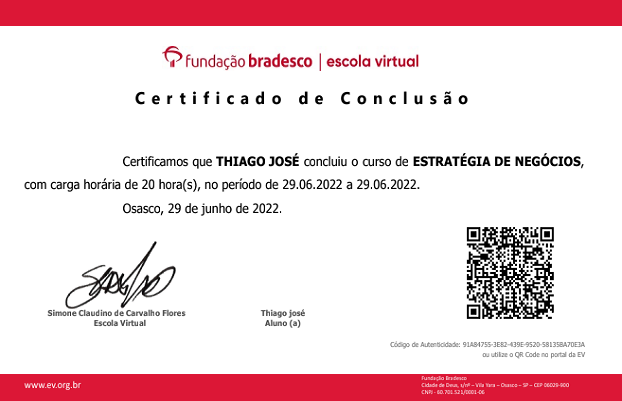 fundação bradesco | escola virtual
Certificado de Conclusão
Certificamos que THIAGO JOSÉ concluiu o curso de ESTRATÉGIA DE NEGÓCIOS,
com carga horária de 20 hora(s), no período de 29.06.2022 a 29.06.2022.
Osasco, 29 de junho de 2022.
Simone Claudino de Carvalho Flores
Escola Virtual
Thiago josé
Aluno (a)
Código de Autenticidade: 91A84755-3E82-439E-9520-58135BA7DE3A
ou utilize o QR Code no portal da EV
www.ev.org.br
Fundação Bradesco
Cidade de Deus, s/nº – Vila Yara – Osasco – SP – CEP 06029-900
CNPJ - 60.701.521/0001-06